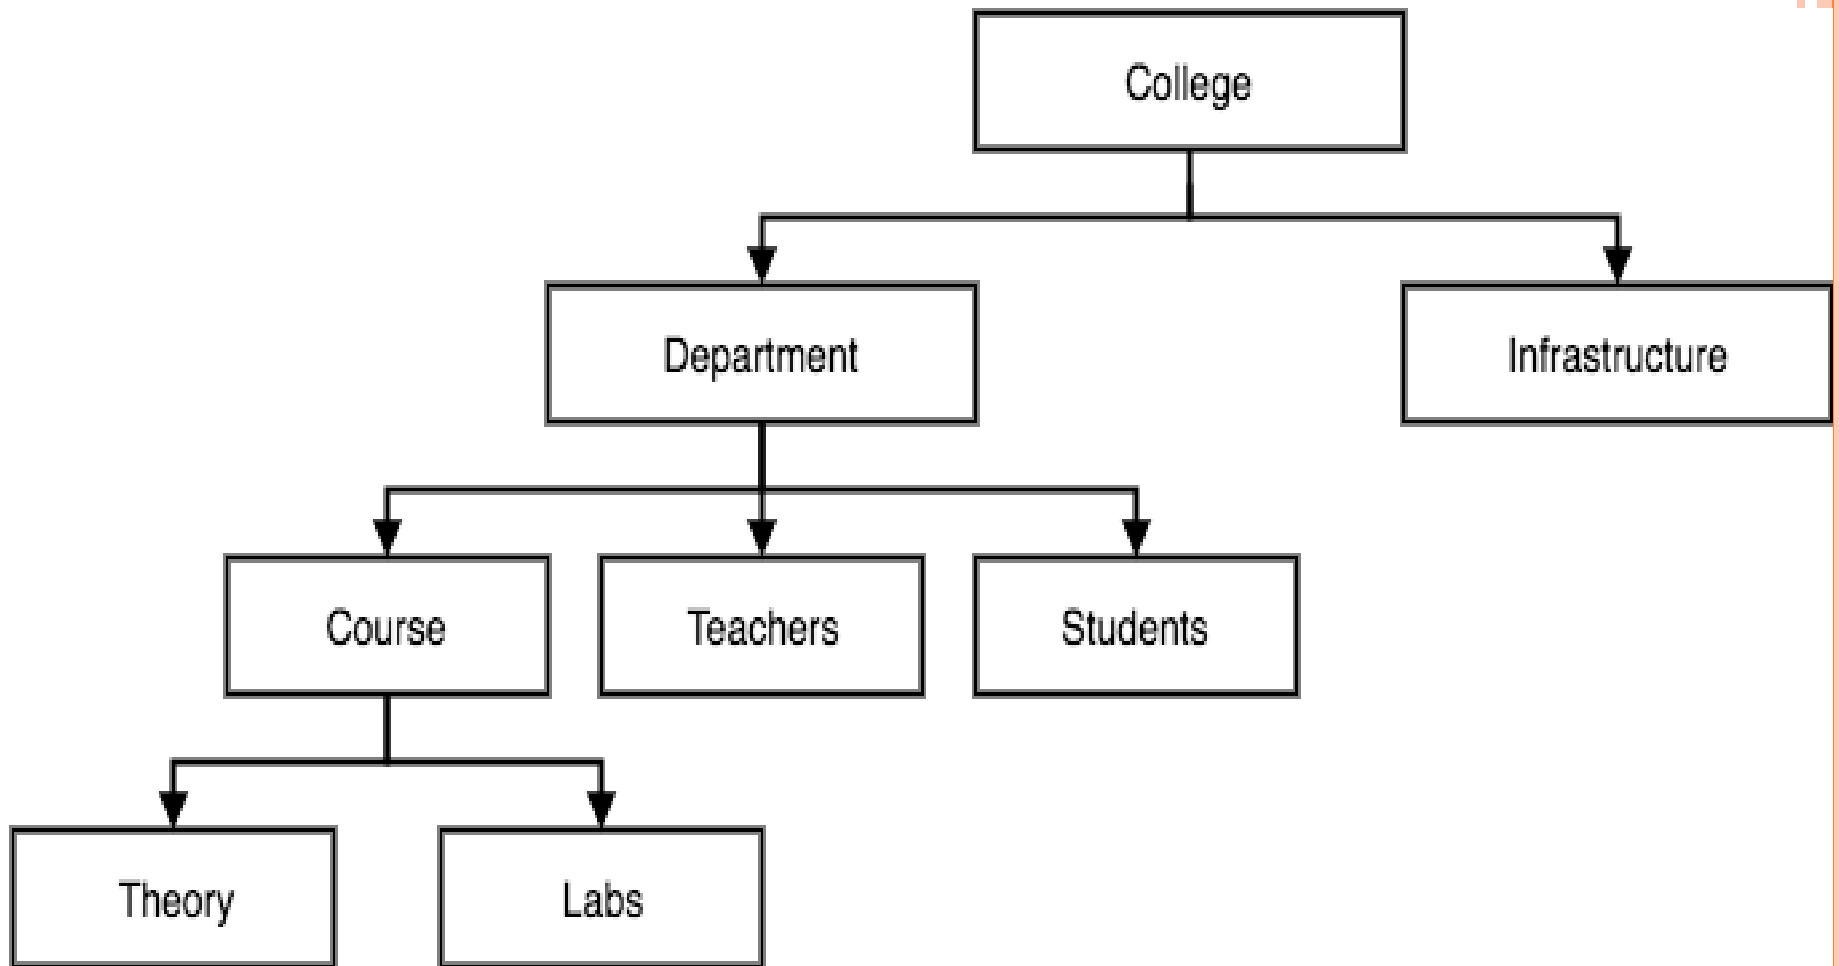 College
Department
Infrastructure
Course
Teachers
Students
Theory
Labs